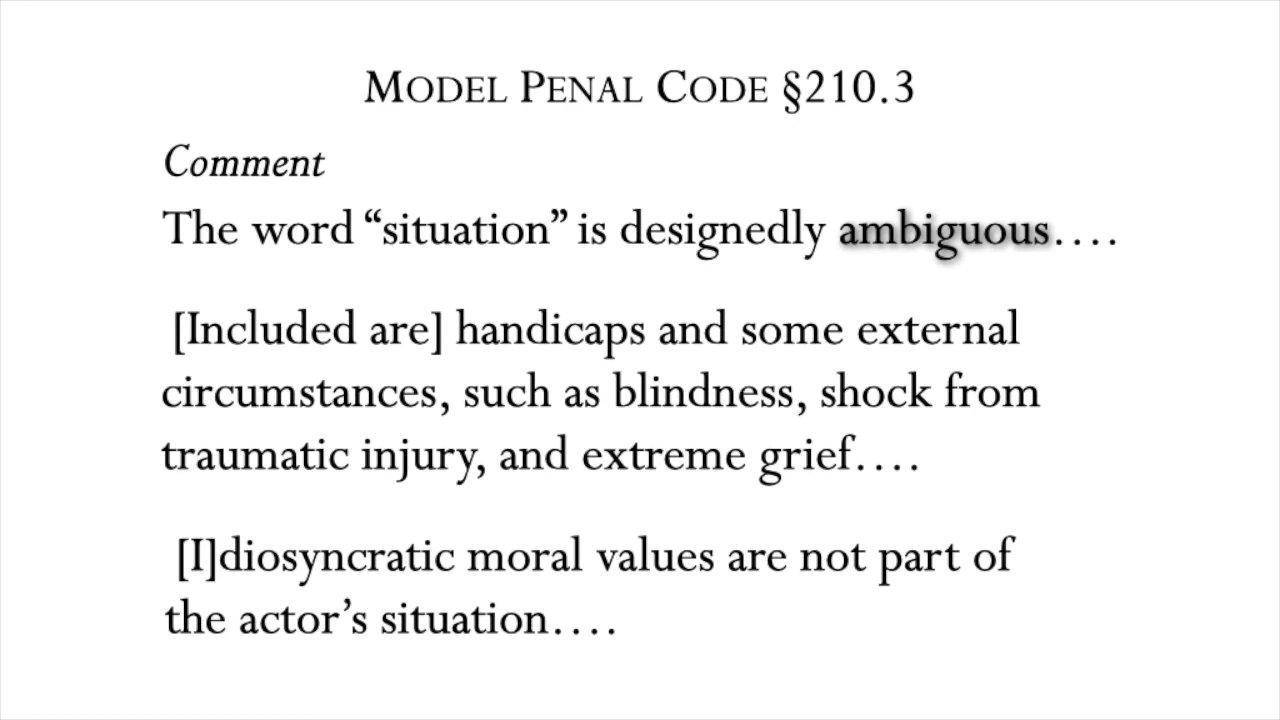 MODEL PENAL CODE §210.3
Comment
The word “situation” is designedly ambiguous....
[Included are] handicaps and some external
circumstances, such as blindness, shock from
traumatic injury, and extreme grief....
[I]diosyncratic moral values are not part of
the actor’s situation....